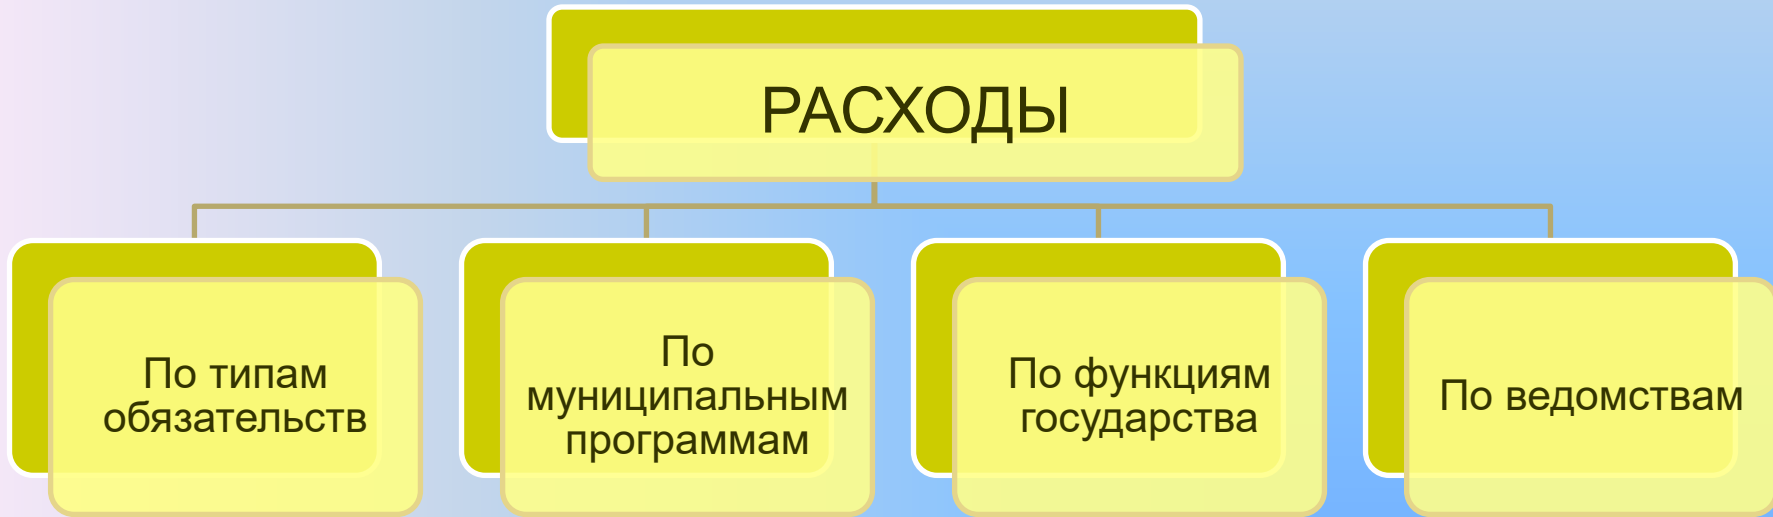 РАСХОДЫ
По типам
обязательств
По
муниципальным
программам
По функциям
государства
По ведомствам